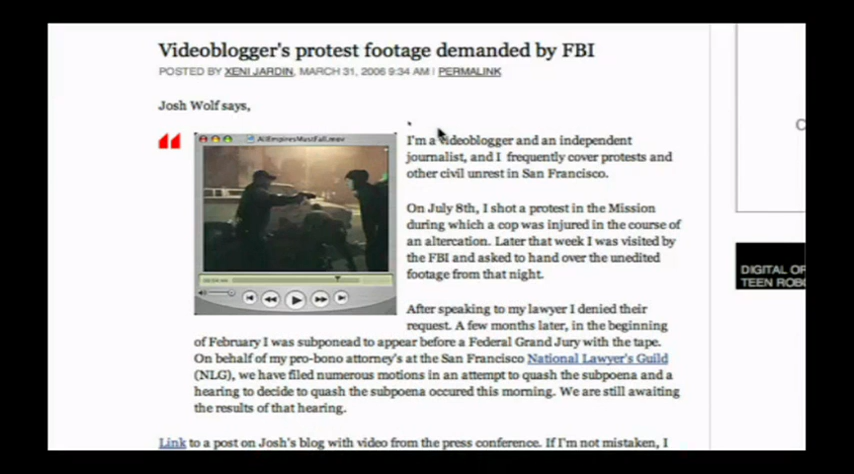 Videoblogger's protest footage demanded by FBI
POSTED BY XENI JARDIN, MARCH 31, 2006 9:34 AM | PERMALINK
Josh Wolf says,
AllEmpiresMustFall.mov
I'm a videoblogger and an independent
journalist, and I frequently cover protests and
other civil unrest in San Francisco.
On July 8th, I shot a protest in the Mission
during which a cop was injured in the course of
an altercation. Later that week I was visited by
the FBI and asked to hand over the unedited
footage from that night.
After speaking to my lawyer I denied their
request. A few months later, in the beginning
of February I was subponead to appear before a Federal Grand Jury with the tape.
On behalf of my pro-bono attorney's at the San Francisco National Lawyer's Guild
(NLG), we have filed numerous motions in an attempt to quash the subpoena and a
hearing to decide to quash the subpoena occured this morning. We are still awaiting
the results of that hearing.
Link to a post on Josh's blog with video from the press conference. If I'm not mistaken, I
DIGITAL OF
TEEN ROBO